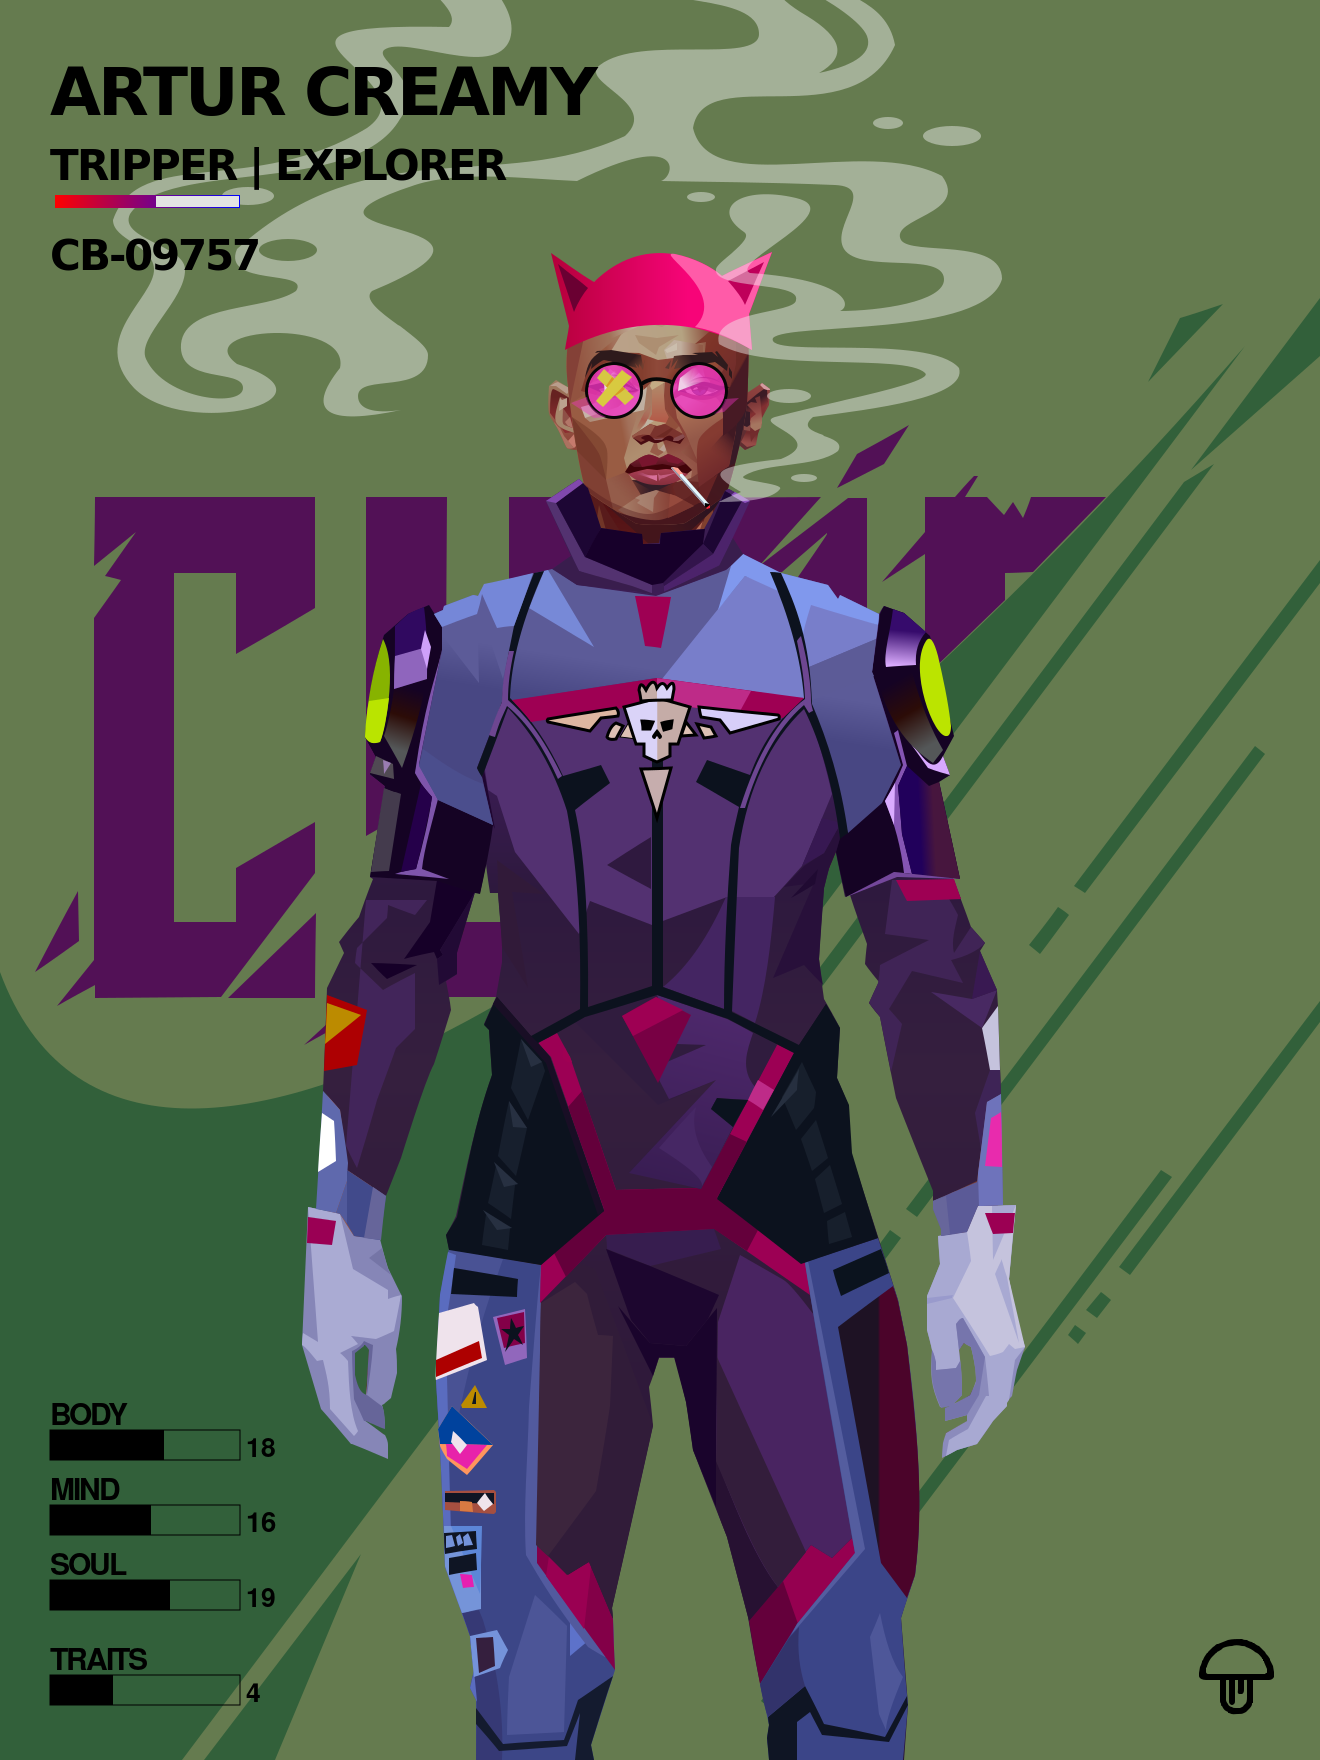 ARTUR CREAMY
TRIPPER | EXPLORER
CB-09757
BODY
18
MIND
16
SOUL
19
TRAITS
4